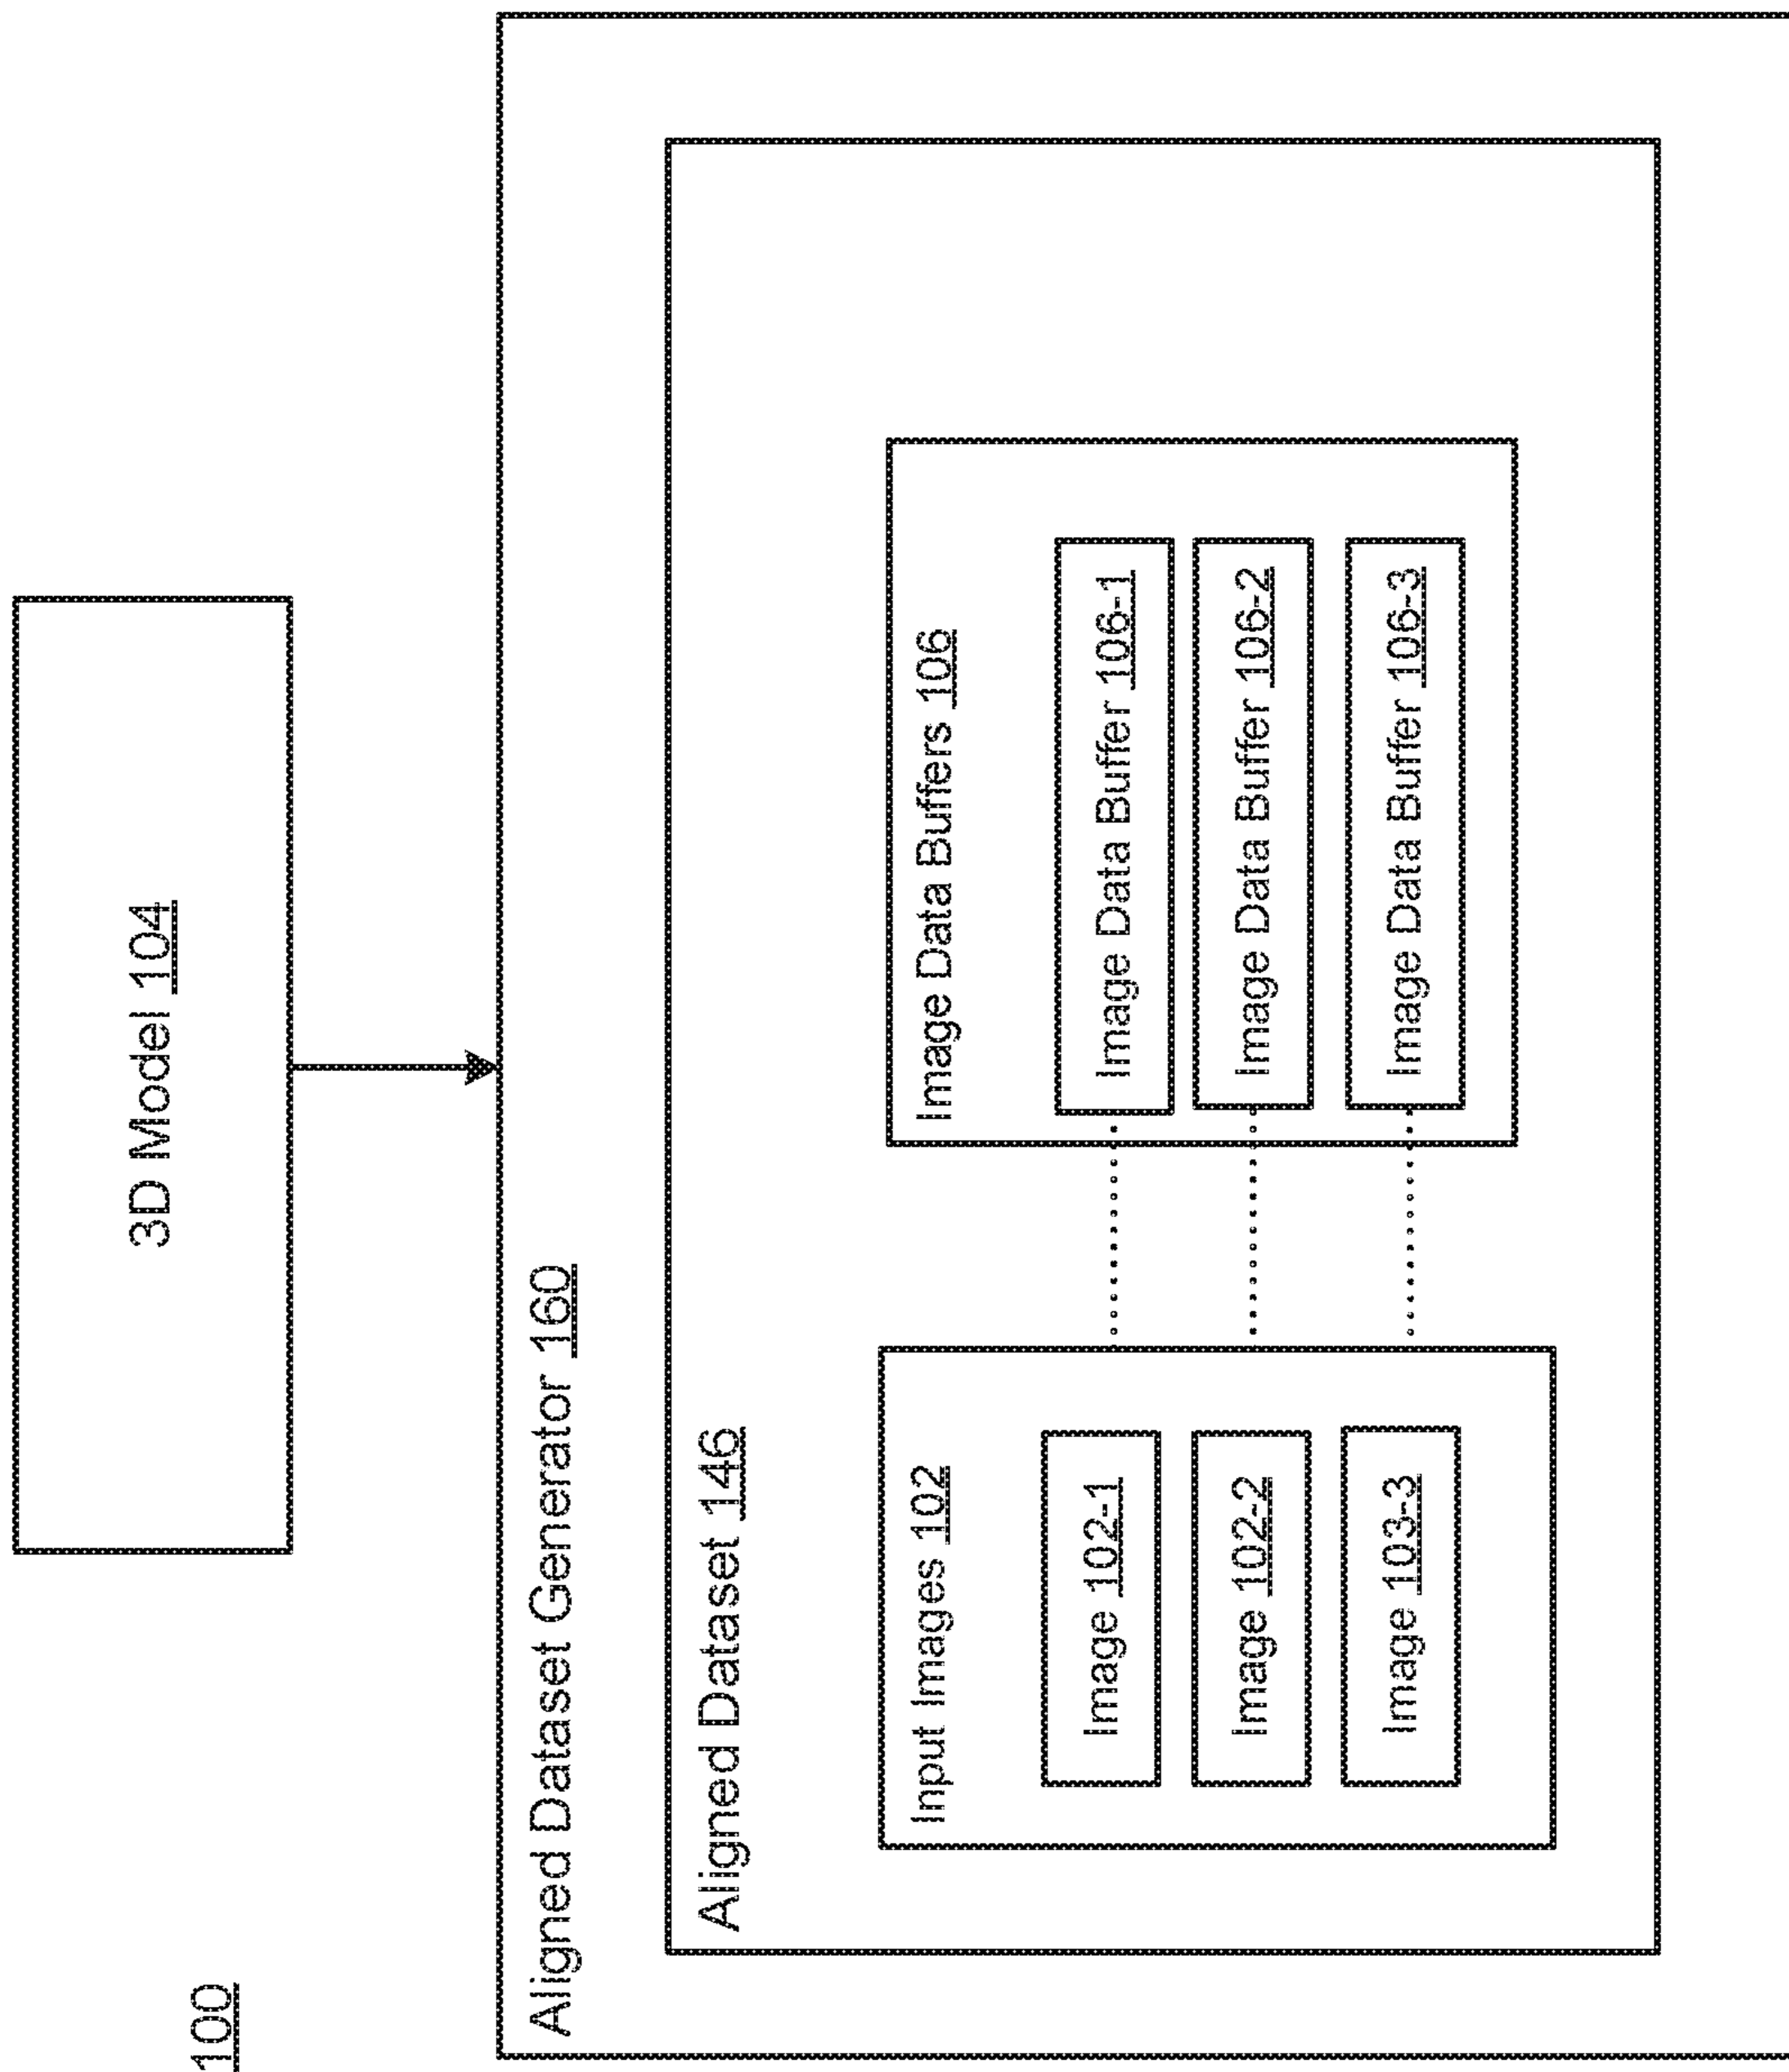 100
3D Model 104
Aligned Dataset Generator 160
Aligned Dataset 146
Input Images 102
Image 102-1
Image 102-2
Image 103-3
Image Data Buffers 106
Image Data Buffer 106-1
Image Data Buffer 106-2
Image Data Buffer 106-3